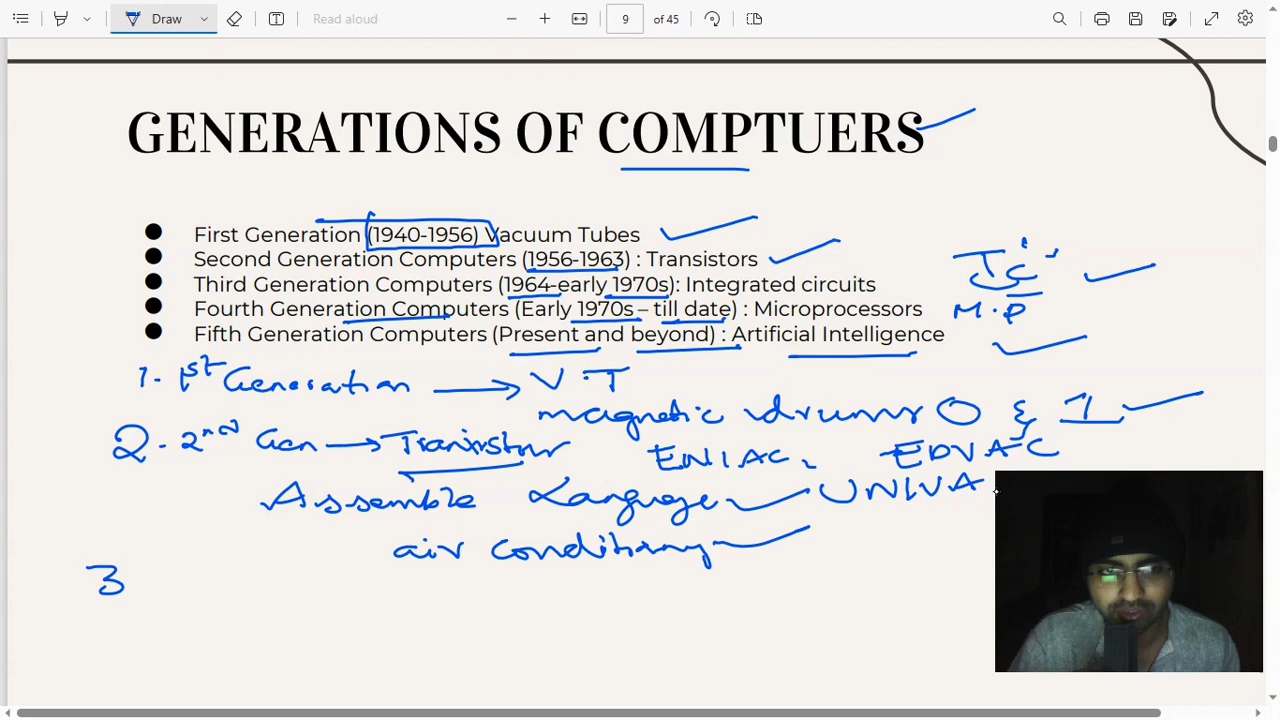 Draw
Read aloud
9 of 45
GENERATIONS OF COMPTUERS
First Generation (1940-1956) Vacuum Tubes
Second Generation Computers (1956-1963) : Transistors
Third Generation Computers (1964-early 1970s): Integrated circuits
Fourth Generation Computers (Early 1970s – till date) : Microprocessors
Fifth Generation Computers (Present and beyond) : Artificial Intelligence
M.P
1. 1st Generation → V.T
magnetic drums 0 & 1
2. 2nd Gen → Transistor ENIAC, EDVAC
Assemble Language UNIVA
air
3